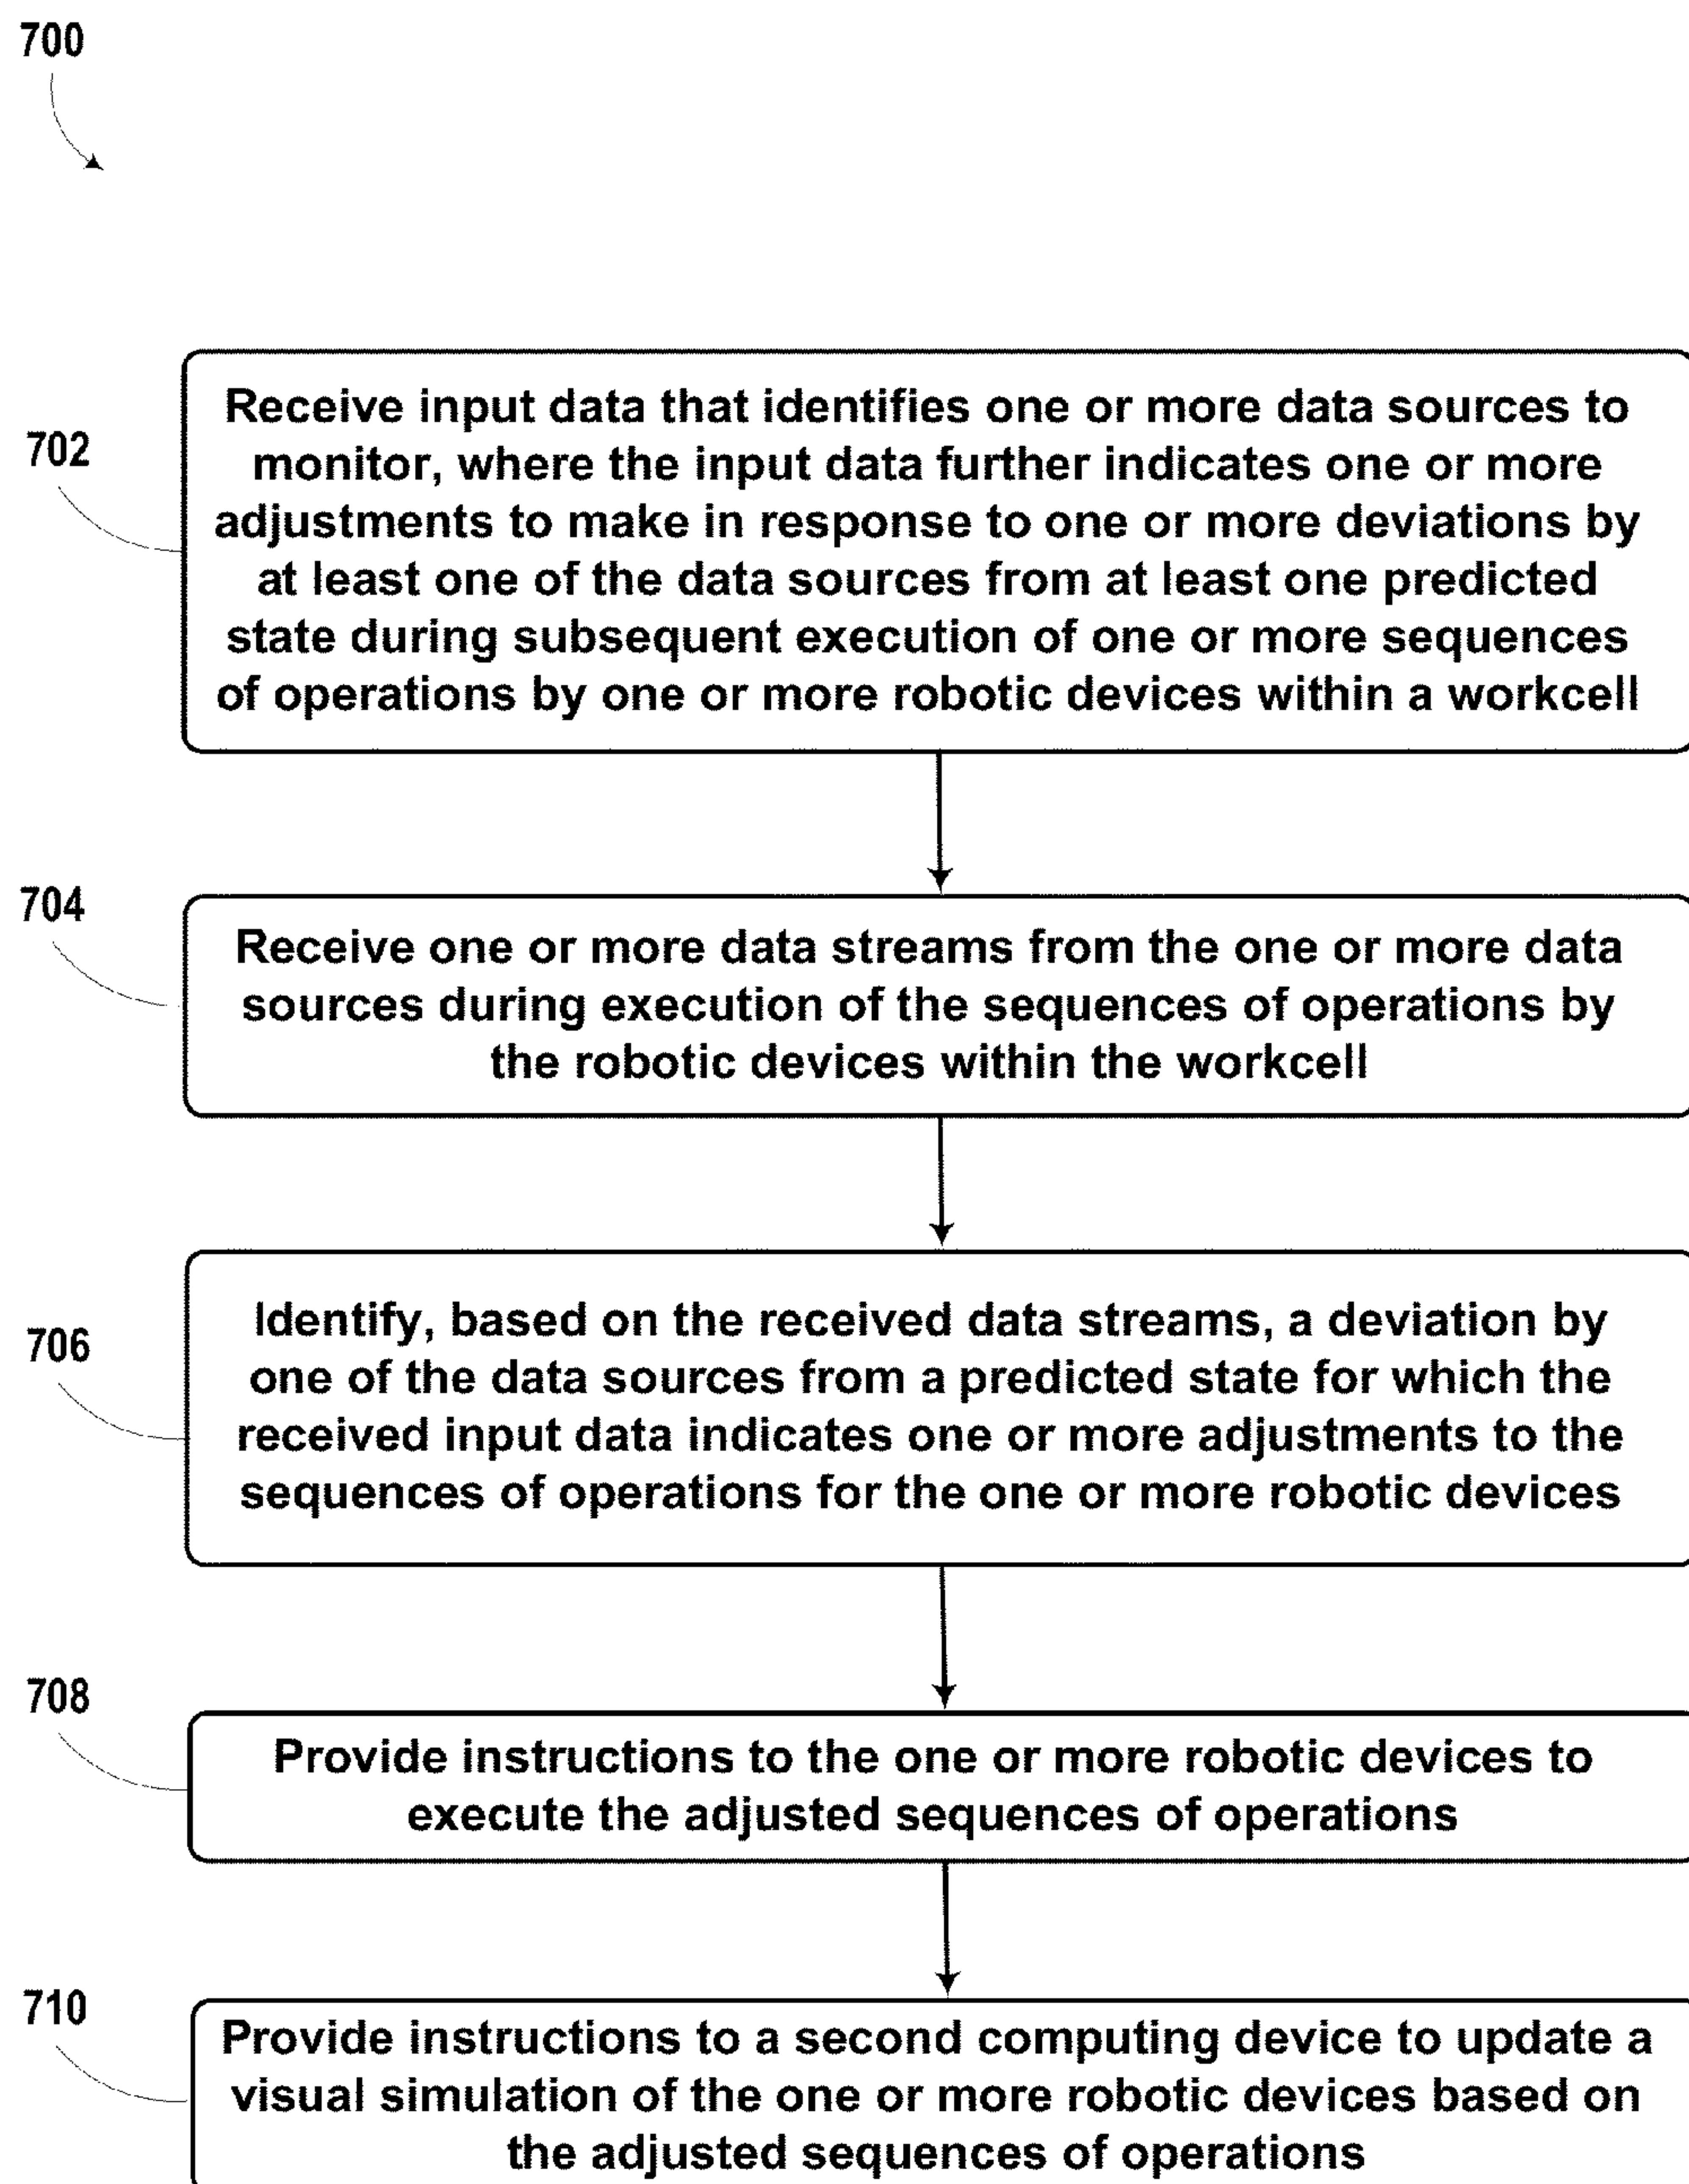 700
702
Receive input data that identifies one or more data sources to
monitor, where the input data further indicates one or more
adjustments to make in response to one or more deviations by
at least one of the data sources from at least one predicted
state during subsequent execution of one or more sequences
of operations by one or more robotic devices within a workcell
704
Receive one or more data streams from the one or more data
sources during execution of the sequences of operations by
the robotic devices within the workcell
706
Identify, based on the received data streams, a deviation by
one of the data sources from a predicted state for which the
received input data indicates one or more adjustments to the
sequences of operations for the one or more robotic devices
708
Provide instructions to the one or more robotic devices to
execute the adjusted sequences of operations
710
Provide instructions to a second computing device to update a
visual simulation of the one or more robotic devices based on
the adjusted sequences of operations